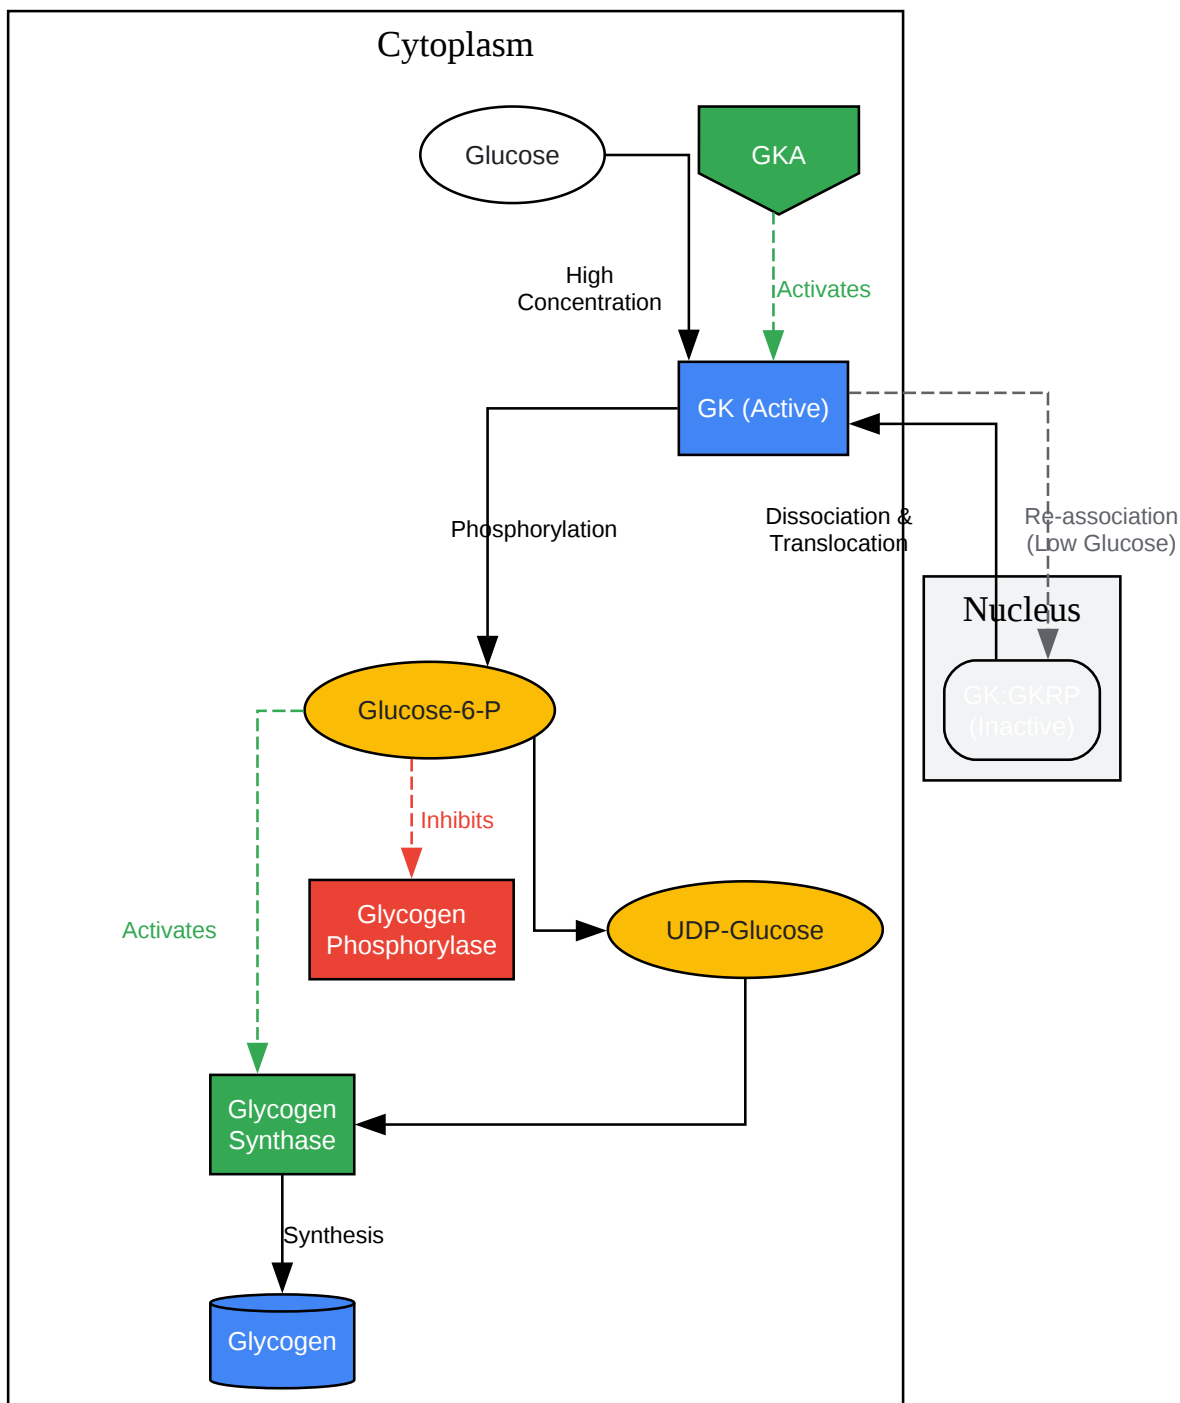 Cytoplasm
Glucose
GKA
High
Concentration
Activates
GK (Active)
Phosphorylation
Dissociation &
Translocation
Re-association
(Low Glucose)
Nucleus
GK:GKRP
(Inactive)
Glucose-6-P
Inhibits
Glycogen
Phosphorylase
UDP-Glucose
Activates
Glycogen
Synthase
Synthesis
Glycogen